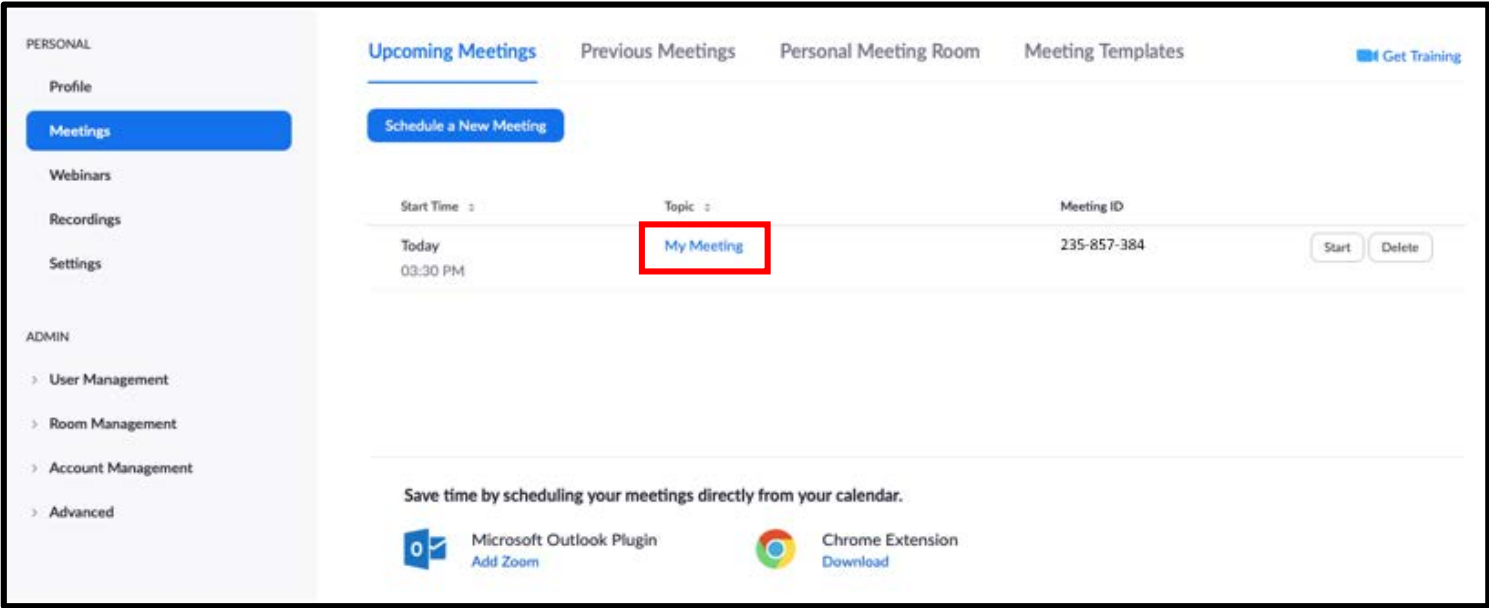 PERSONAL
Profile
Meetings
Webinars
Recordings
Settings
ADMIN
User Management
Room Management
Account Management
Advanced
Upcoming Meetings Previous Meetings Personal Meeting Room Meeting Templates Get Training
Schedule a New Meeting
Start Time Topic Meeting ID
Today My Meeting 235-857-384 Start Delete
03:30 PM
Save time by scheduling your meetings directly from your calendar.
Microsoft Outlook Plugin
Add Zoom
Chrome Extension
Download